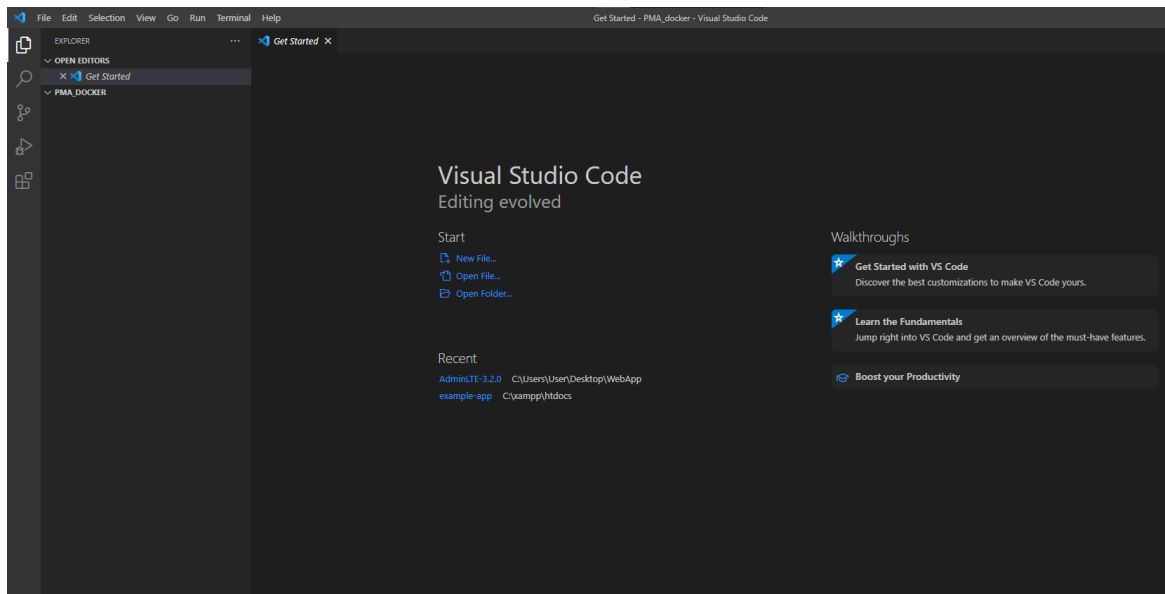 File Edit Selection View Go Run Terminal Help
Get Started - PMA_docker - Visual Studio Code
EXPLORER
Get Started
OPEN EDITORS
Get Started
PMA_DOCKER
Visual Studio Code
Editing evolved
Start
New File...
Open File...
Open Folder...
Recent
AdminLTE-3.2.0 C:\Users\User\Desktop\WebApp
example-app C:\xampp\htdocs
Walkthroughs
Get Started with VS Code
Discover the best customizations to make VS Code yours.
Learn the Fundamentals
Jump right into VS Code and get an overview of the must-have features.
Boost your Productivity